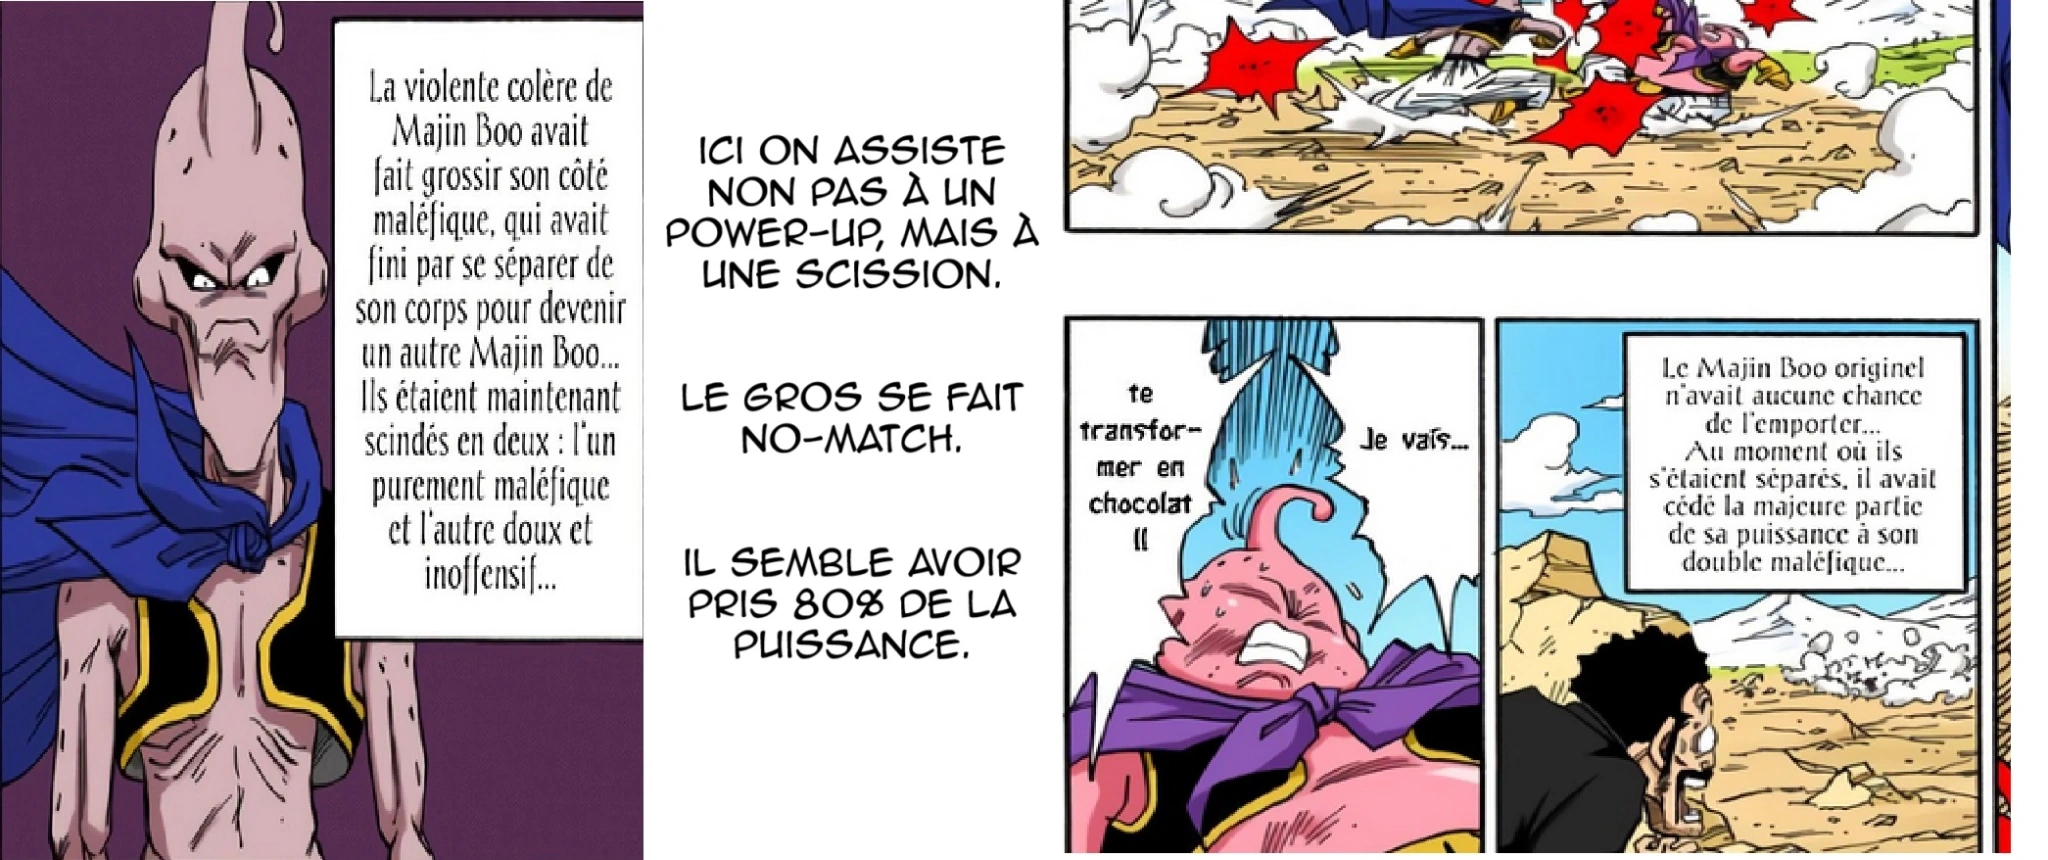 La violente colère de
Majin Boo avait
fait grossir son côté
maléfique, qui avait
fini par se séparer de
son corps pour devenir
un autre Majin Boo...
Ils étaient maintenant
scindés en deux : l'un
purement maléfique
et l'autre doux et
inoffensif...
ICI ON ASSISTE
NON PAS À UN
POWER-UP, MAIS À
UNE SCISSION.
LE GROS SE FAIT
NO-MATCH.
IL SEMBLE AVOIR
PRIS 80% DE LA
PUISSANCE.
Je vais...
te
transfor-
mer en
chocolat
!!
Le Majin Boo originel
n'avait aucune chance
de l'emporter...
Au moment où ils
s'étaient séparés, il avait
cédé la majeure partie
de sa puissance à son
double maléfique...